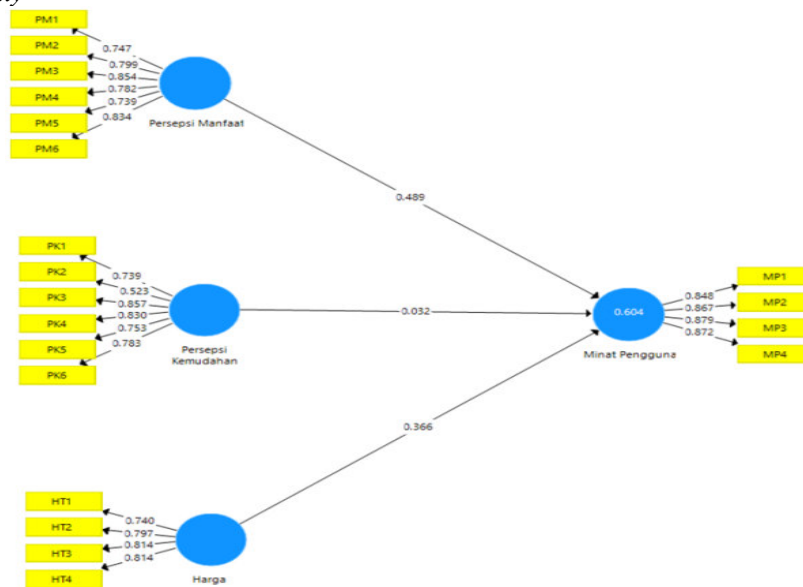 PM1
PM2
PM3
PM4
PM5
PM6
0.747
0.799
0.854
0.782
0.739
0.834
Persepsi Manfaat
0.489
PK1
PK2
PK3
PK4
PK5
PK6
0.739
0.523
0.857
0.830
0.753
0.783
Persepsi
Kemudahan
0.032
0.604
Minat Pengguna
0.848
0.867
0.879
0.872
MP1
MP2
MP3
MP4
0.366
HT1
HT2
HT3
HT4
0.740
0.797
0.814
0.814
Harga